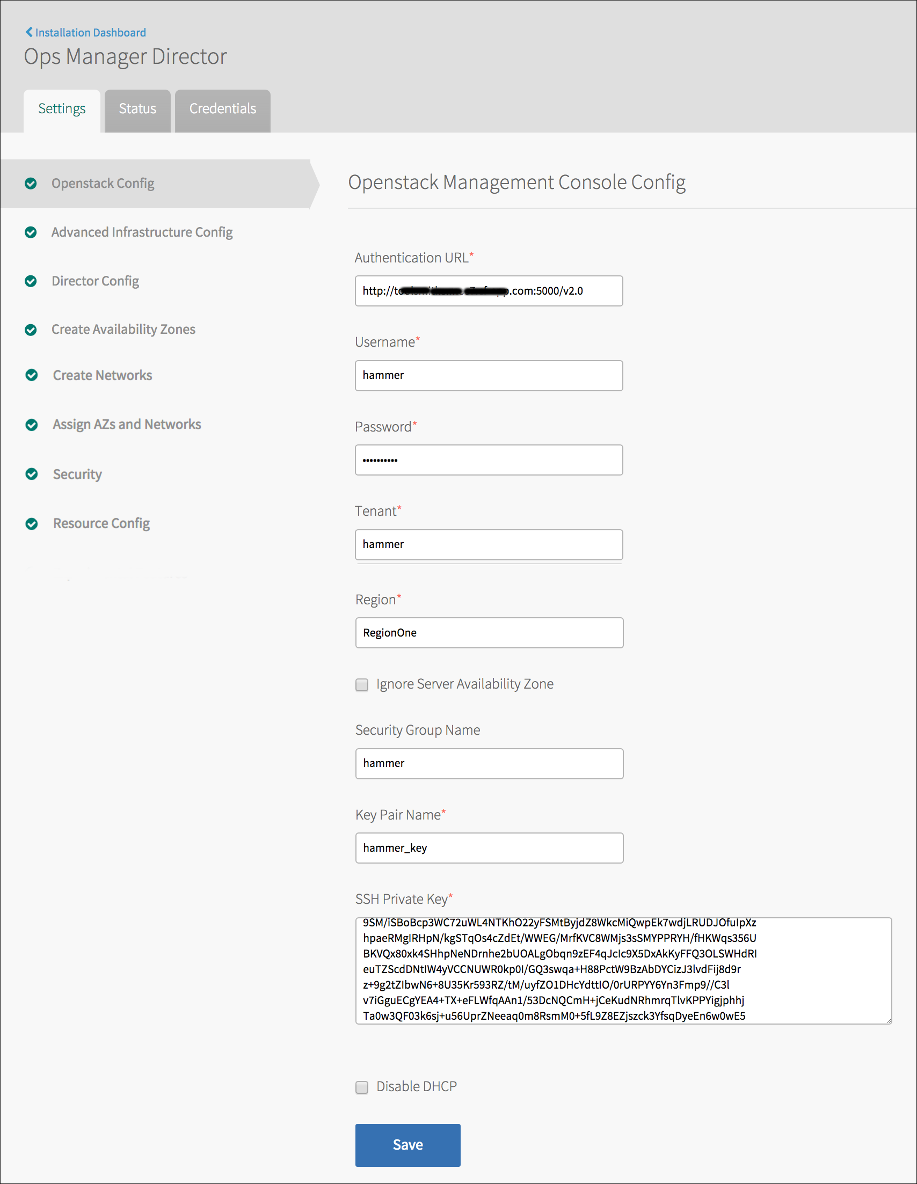 Installation Dashboard
Ops Manager Director
Settings Status Credentials
Openstack Config
Advanced Infrastructure Config
Director Config
Create Availability Zones
Create Networks
Assign AZs and Networks
Security
Resource Config
Openstack Management Console Config
Authentication URL*
http://t .com:5000/v2.0
Username*
hammer
Password*
••••••••••
Tenant*
hammer
Region*
RegionOne
Ignore Server Availability Zone
Security Group Name
hammer
Key Pair Name*
hammer_key
SSH Private Key*
9SM/iSBoBcp3WC72uWL4NTKhO22yFSMtByjdZ8WkcMiQwpEk7wdjLRUDJOfuIpXz
hpaeRMgIRHpN/kgSTqOs4cZdEt/WWEG/MrfKVC8WMjs3sSMYPPRYH/fHKWqs356U
BKVQx80xk4SHhpNeNDrnhe2bUOALgObqn9zEF4qJcIc9X5DxAkKyFFQ3OLSWHdRI
euTZScdDNtIW4yVCCNUWR0kp0I/GQ3swqa+H88PctW9BzAbDYCizJ3lvdFij8d9r
z+9g2tZIbwN6+8U35Kr593RZ/tM/uyfZO1DHcYdttIO/0rURPYY6Yn3Fmp9//C3l
v7iGguECgYEA4+TX+eFLWfqAAn1/53DcNQCmH+jCeKudNRhmrqTlvKPPYigjphhj
Ta0w3QF03k6sj+u56UprZNeeaq0m8RsmM0+5fL9Z8EZjszck3YfsqDyeEn6w0wE5
Disable DHCP
Save